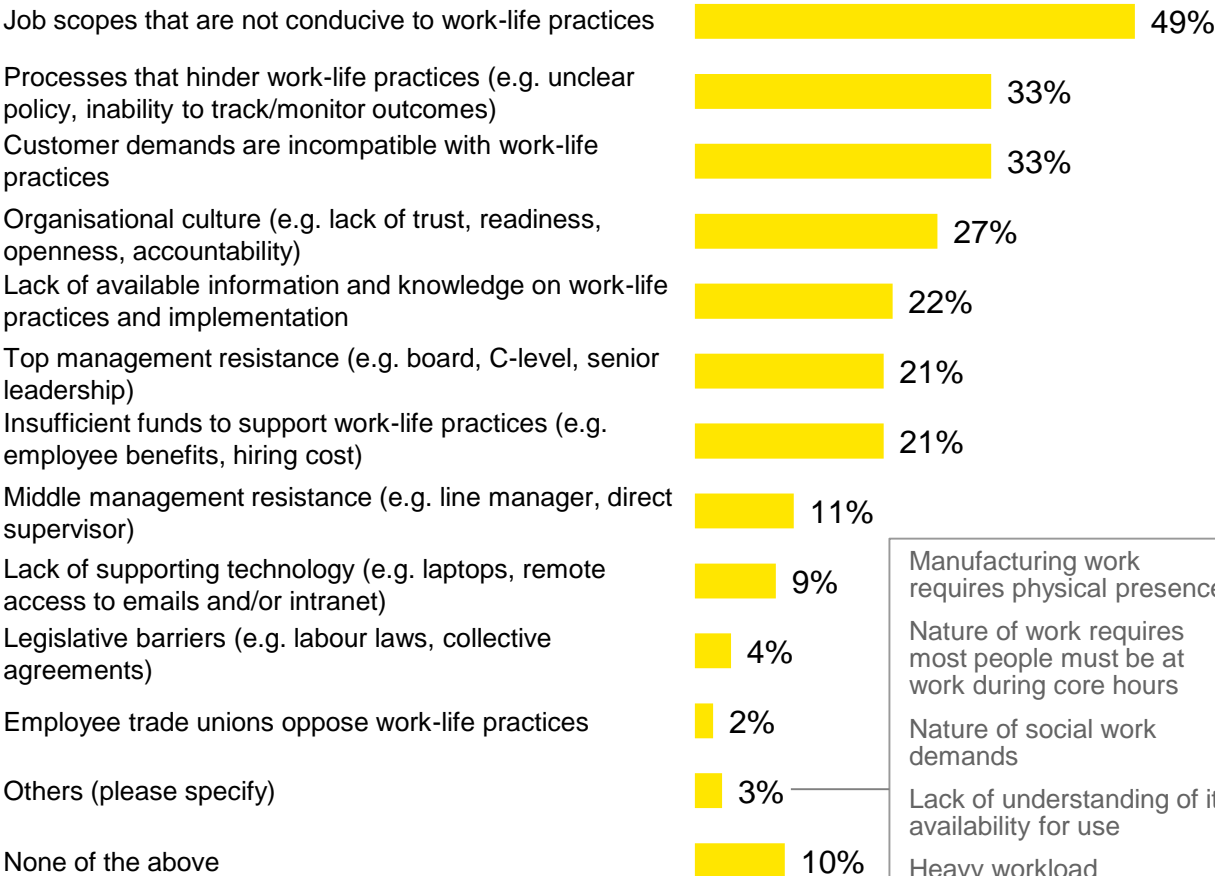 Job scopes that are not conducive to work-life practices
49%
Processes that hinder work-life practices (e.g. unclear
policy, inability to track/monitor outcomes)
33%
Customer demands are incompatible with work-life
practices
33%
Organisational culture (e.g. lack of trust, readiness,
openness, accountability)
27%
Lack of available information and knowledge on work-life
practices and implementation
22%
Top management resistance (e.g. board, C-level, senior
leadership)
21%
Insufficient funds to support work-life practices (e.g.
employee benefits, hiring cost)
21%
Middle management resistance (e.g. line manager, direct
supervisor)
11%
Lack of supporting technology (e.g. laptops, remote
access to emails and/or intranet)
9%
Legislative barriers (e.g. labour laws, collective
agreements)
4%
Employee trade unions oppose work-life practices
2%
Others (please specify)
3%
None of the above
10%
Manufacturing work
requires physical presence
Nature of work requires
most people must be at
work during core hours
Nature of social work
demands
Lack of understanding of
availability for use
Heavy workload